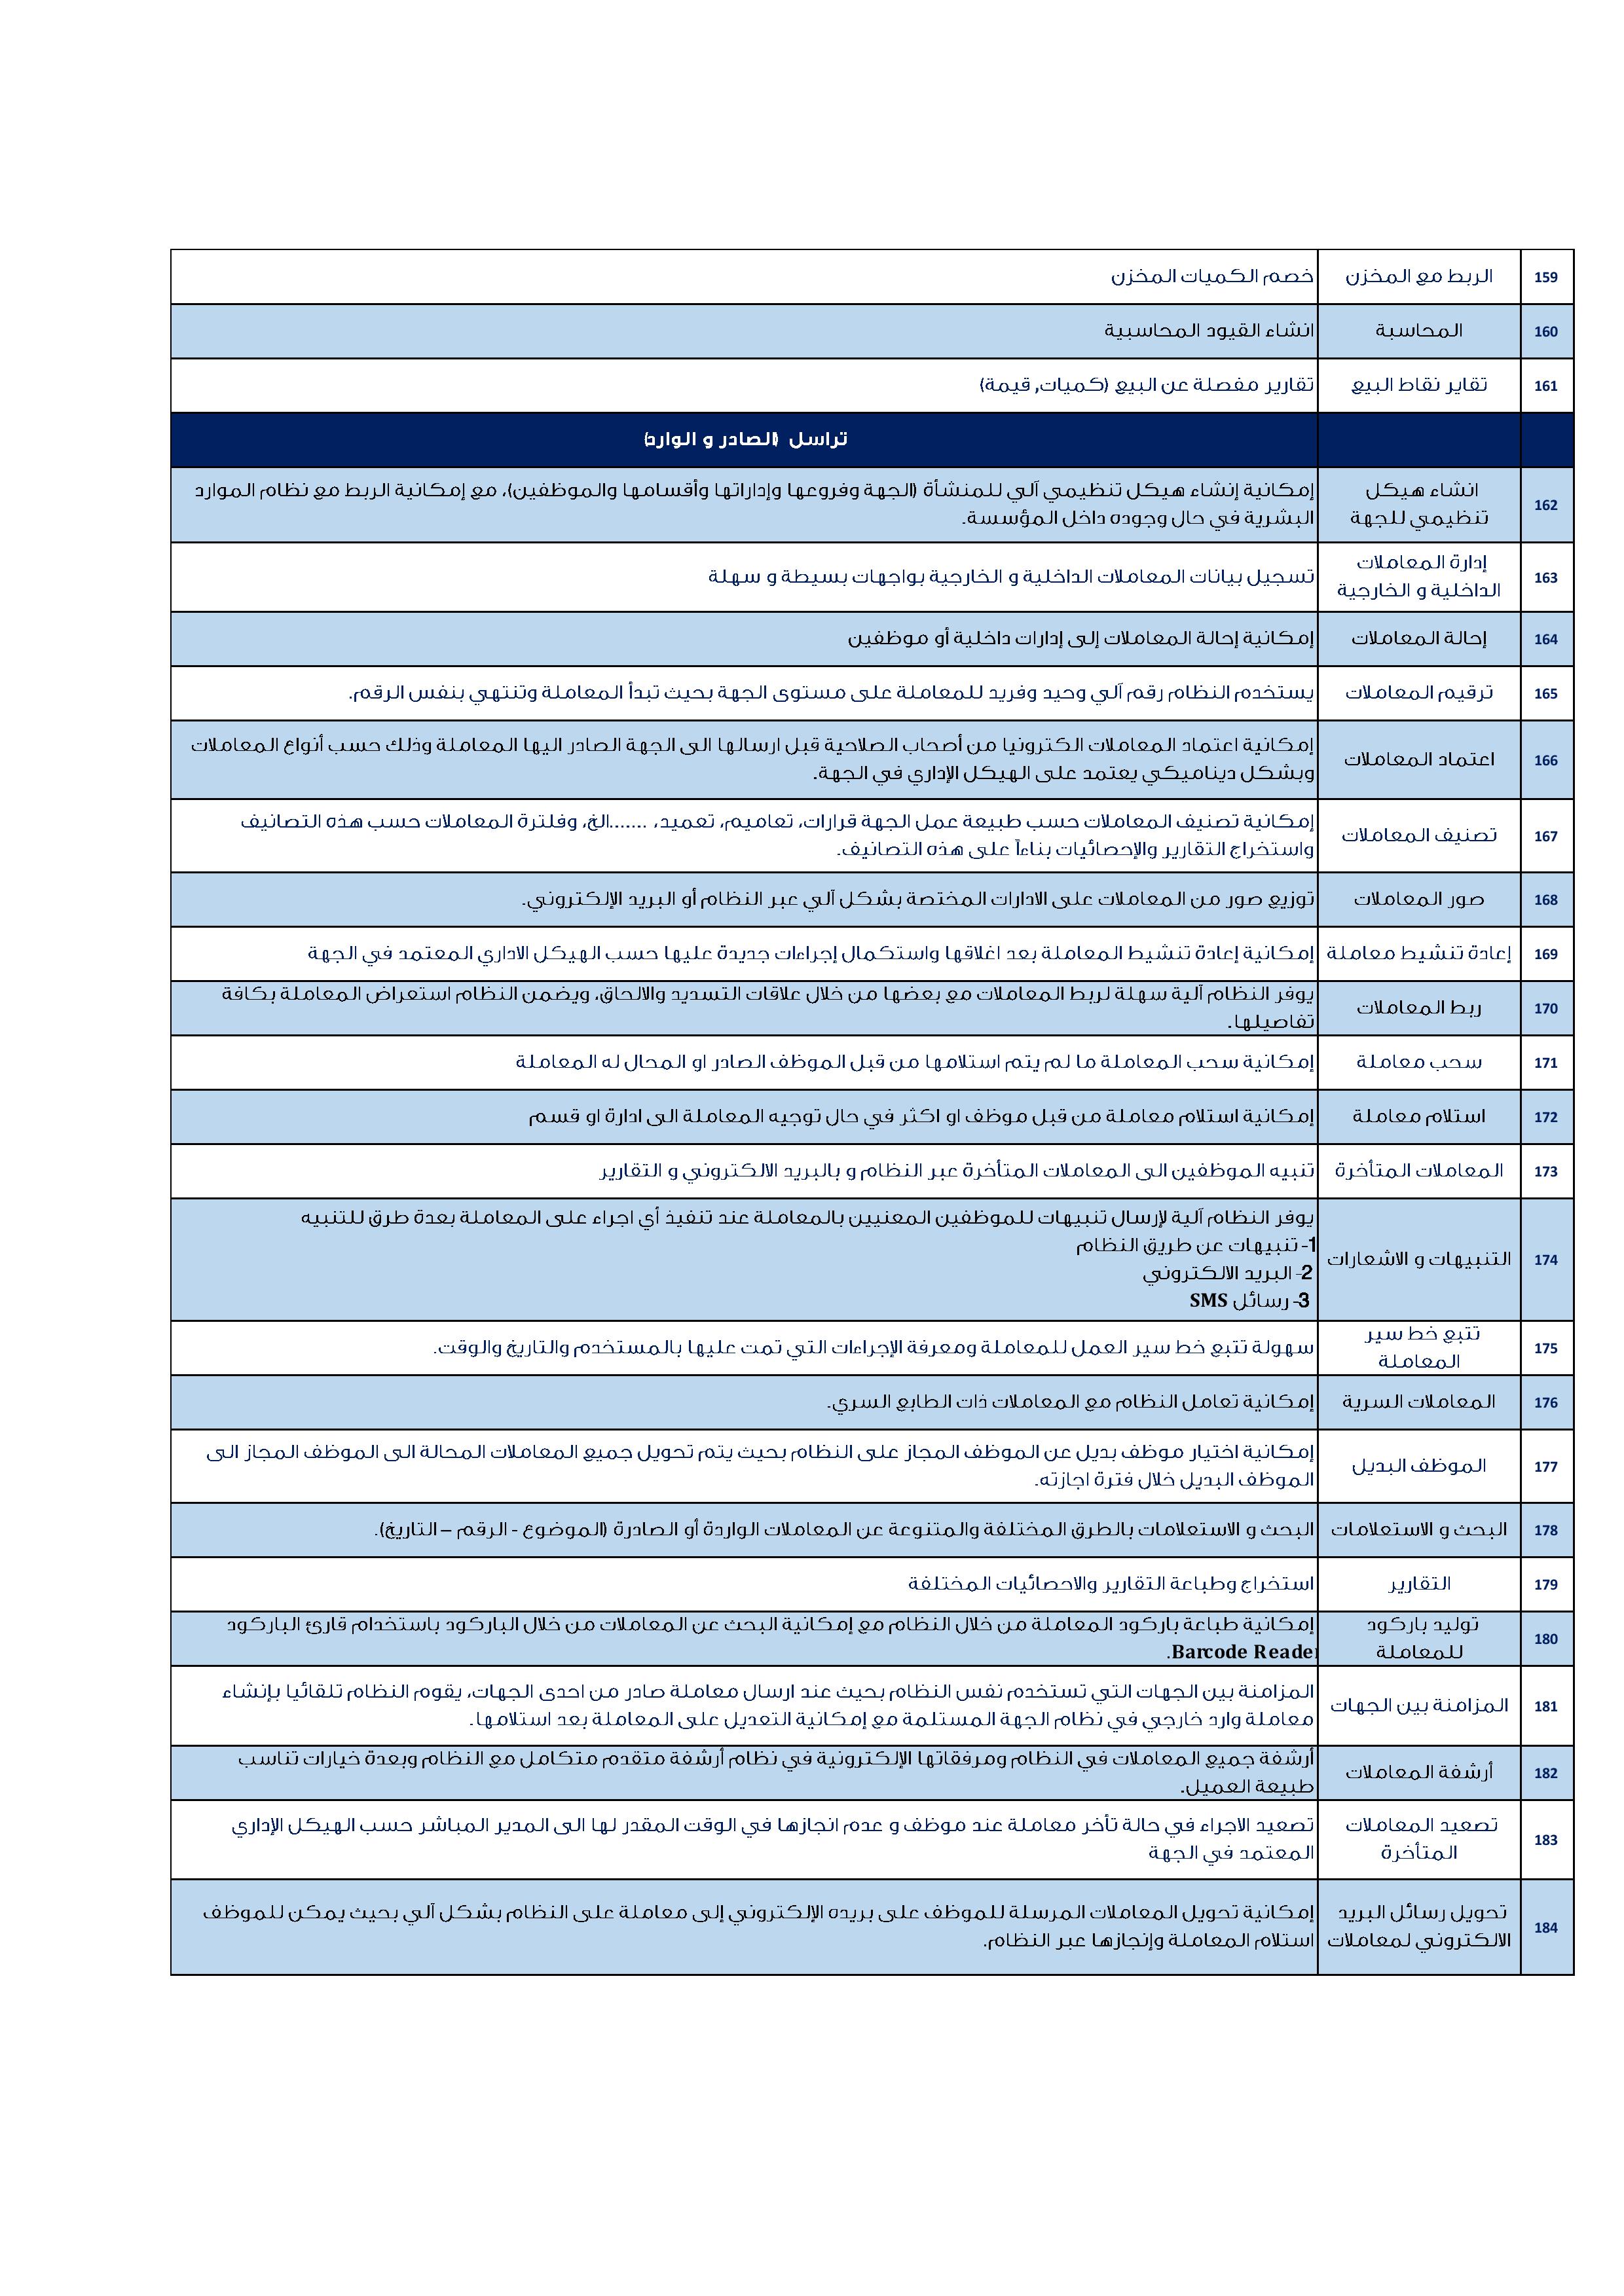 159 الربط مع المخزن خصم الكميات المخزن
160 المحاسبة انشاء القيود المحاسبية
161 تقاير نقاط البيع تقارير مفصلة عن البيع (كميات, قيمة)
تراسل (الصادر و الوارد)
162 انشاء هيكل تنظيمي للجهة إمكانية إنشاء هيكل تنظيمي آلي للمنشأة (الجهة وفروعها وإداراتها وأقسامها والموظفين)، مع إمكانية الربط مع نظام الموارد
البشرية في حال وجوده داخل المؤسسة.
163 إدارة المعاملات الداخلية و الخارجية تسجيل بيانات المعاملات الداخلية و الخارجية بواجهات بسيطة و سهلة
164 إحالة المعاملات إمكانية إحالة المعاملات إلى إدارات داخلية أو موظفين
165 ترقيم المعاملات يستخدم النظام رقم آلي وحيد وفريد للمعاملة على مستوى الجهة بحيث تبدأ المعاملة وتنتهي بنفس الرقم.
166 اعتماد المعاملات إمكانية اعتماد المعاملات الكترونيا من أصحاب الصلاحية قبل ارسالها الى الجهة الصادر اليها المعاملة وذلك حسب أنواع المعاملات
وبشكل ديناميكي يعتمد على الهيكل الإداري في الجهة.
167 تصنيف المعاملات إمكانية تصنيف المعاملات حسب طبيعة عمل الجهة قرارات، تعاميم، تعميد، .......الخ، وفلترة المعاملات حسب هذه التصانيف
واستخراج التقارير والإحصائيات بناءاً على هذه التصانيف.
168 صور المعاملات توزيع صور من المعاملات على الادارات المختصة بشكل آلي عبر النظام أو البريد الإلكتروني.
169 إعادة تنشيط معاملة إمكانية إعادة تنشيط المعاملة بعد اغلاقها واستكمال إجراءات جديدة عليها حسب الهيكل الاداري المعتمد في الجهة
170 ربط المعاملات يوفر النظام آلية سهلة لربط المعاملات مع بعضها من خلال علاقات التسديد والالحاق، ويضمن النظام استعراض المعاملة بكافة
تفاصيلها.
171 سحب معاملة إمكانية سحب المعاملة ما لم يتم استلامها من قبل الموظف الصادر او المحال له المعاملة
172 استلام معاملة إمكانية استلام معاملة من قبل موظف او اكثر في حال توجيه المعاملة الى ادارة او قسم
173 المعاملات المتأخرة تنبيه الموظفين الى المعاملات المتأخرة عبر النظام و بالبريد الالكتروني و التقارير
174 التنبيهات و الاشعارات يوفر النظام آلية لإرسال تنبيهات للموظفين المعنيين بالمعاملة عند تنفيذ أي اجراء على المعاملة بعدة طرق للتنبيه
1- تنبيهات عن طريق النظام
2- البريد الالكتروني
3- رسائل SMS
175 تتبع خط سير المعاملة سهولة تتبع خط سير العمل للمعاملة ومعرفة الإجراءات التي تمت عليها بالمستخدم والتاريخ والوقت.
176 المعاملات السرية إمكانية تعامل النظام مع المعاملات ذات الطابع السري.
177 الموظف البديل إمكانية اختيار موظف بديل عن الموظف المجاز على النظام بحيث يتم تحويل جميع المعاملات المحالة الى الموظف المجاز الى
الموظف البديل خلال فترة اجازته.
178 البحث و الاستعلامات البحث و الاستعلامات بالطرق المختلفة والمتنوعة عن المعاملات الواردة أو الصادرة (الموضوع - الرقم – التاريخ).
179 التقارير استخراج وطباعة التقارير والاحصائيات المختلفة
180 توليد باركود للمعاملة إمكانية طباعة باركود المعاملة من خلال النظام مع إمكانية البحث عن المعاملات من خلال الباركود باستخدام قارئ الباركود
Barcode Reader.
181 المزامنة بين الجهات المزامنة بين الجهات التي تستخدم نفس النظام بحيث عند ارسال معاملة صادر من احدى الجهات، يقوم النظام تلقائيا بإنشاء
معاملة وارد خارجي في نظام الجهة المستلمة مع إمكانية التعديل على المعاملة بعد استلامها.
182 أرشفة المعاملات أرشفة جميع المعاملات في النظام ومرفقاتها الإلكترونية في نظام أرشفة متقدم متكامل مع النظام وبعدة خيارات تناسب
طبيعة العميل.
183 تصعيد المعاملات المتأخرة تصعيد الاجراء في حالة تأخر معاملة عند موظف و عدم انجازها في الوقت المقدر لها الى المدير المباشر حسب الهيكل الإداري
المعتمد في الجهة
184 تحويل رسائل البريد الالكتروني لمعاملات إمكانية تحويل المعاملات المرسلة للموظف على بريده الإلكتروني إلى معاملة على النظام بشكل آلي بحيث يمكن للموظف
استلام المعاملة وإنجازها عبر النظام.